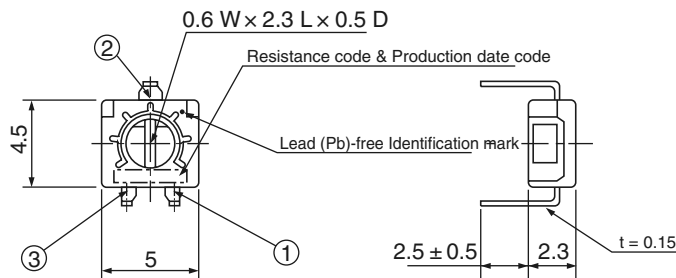 0.6 W × 2.3 L × 0.5 D
②
Resistance code & Production date code
4.5
Lead (Pb)-free Identification mark
③
①
5
2.5 ± 0.5
2.3
t = 0.15